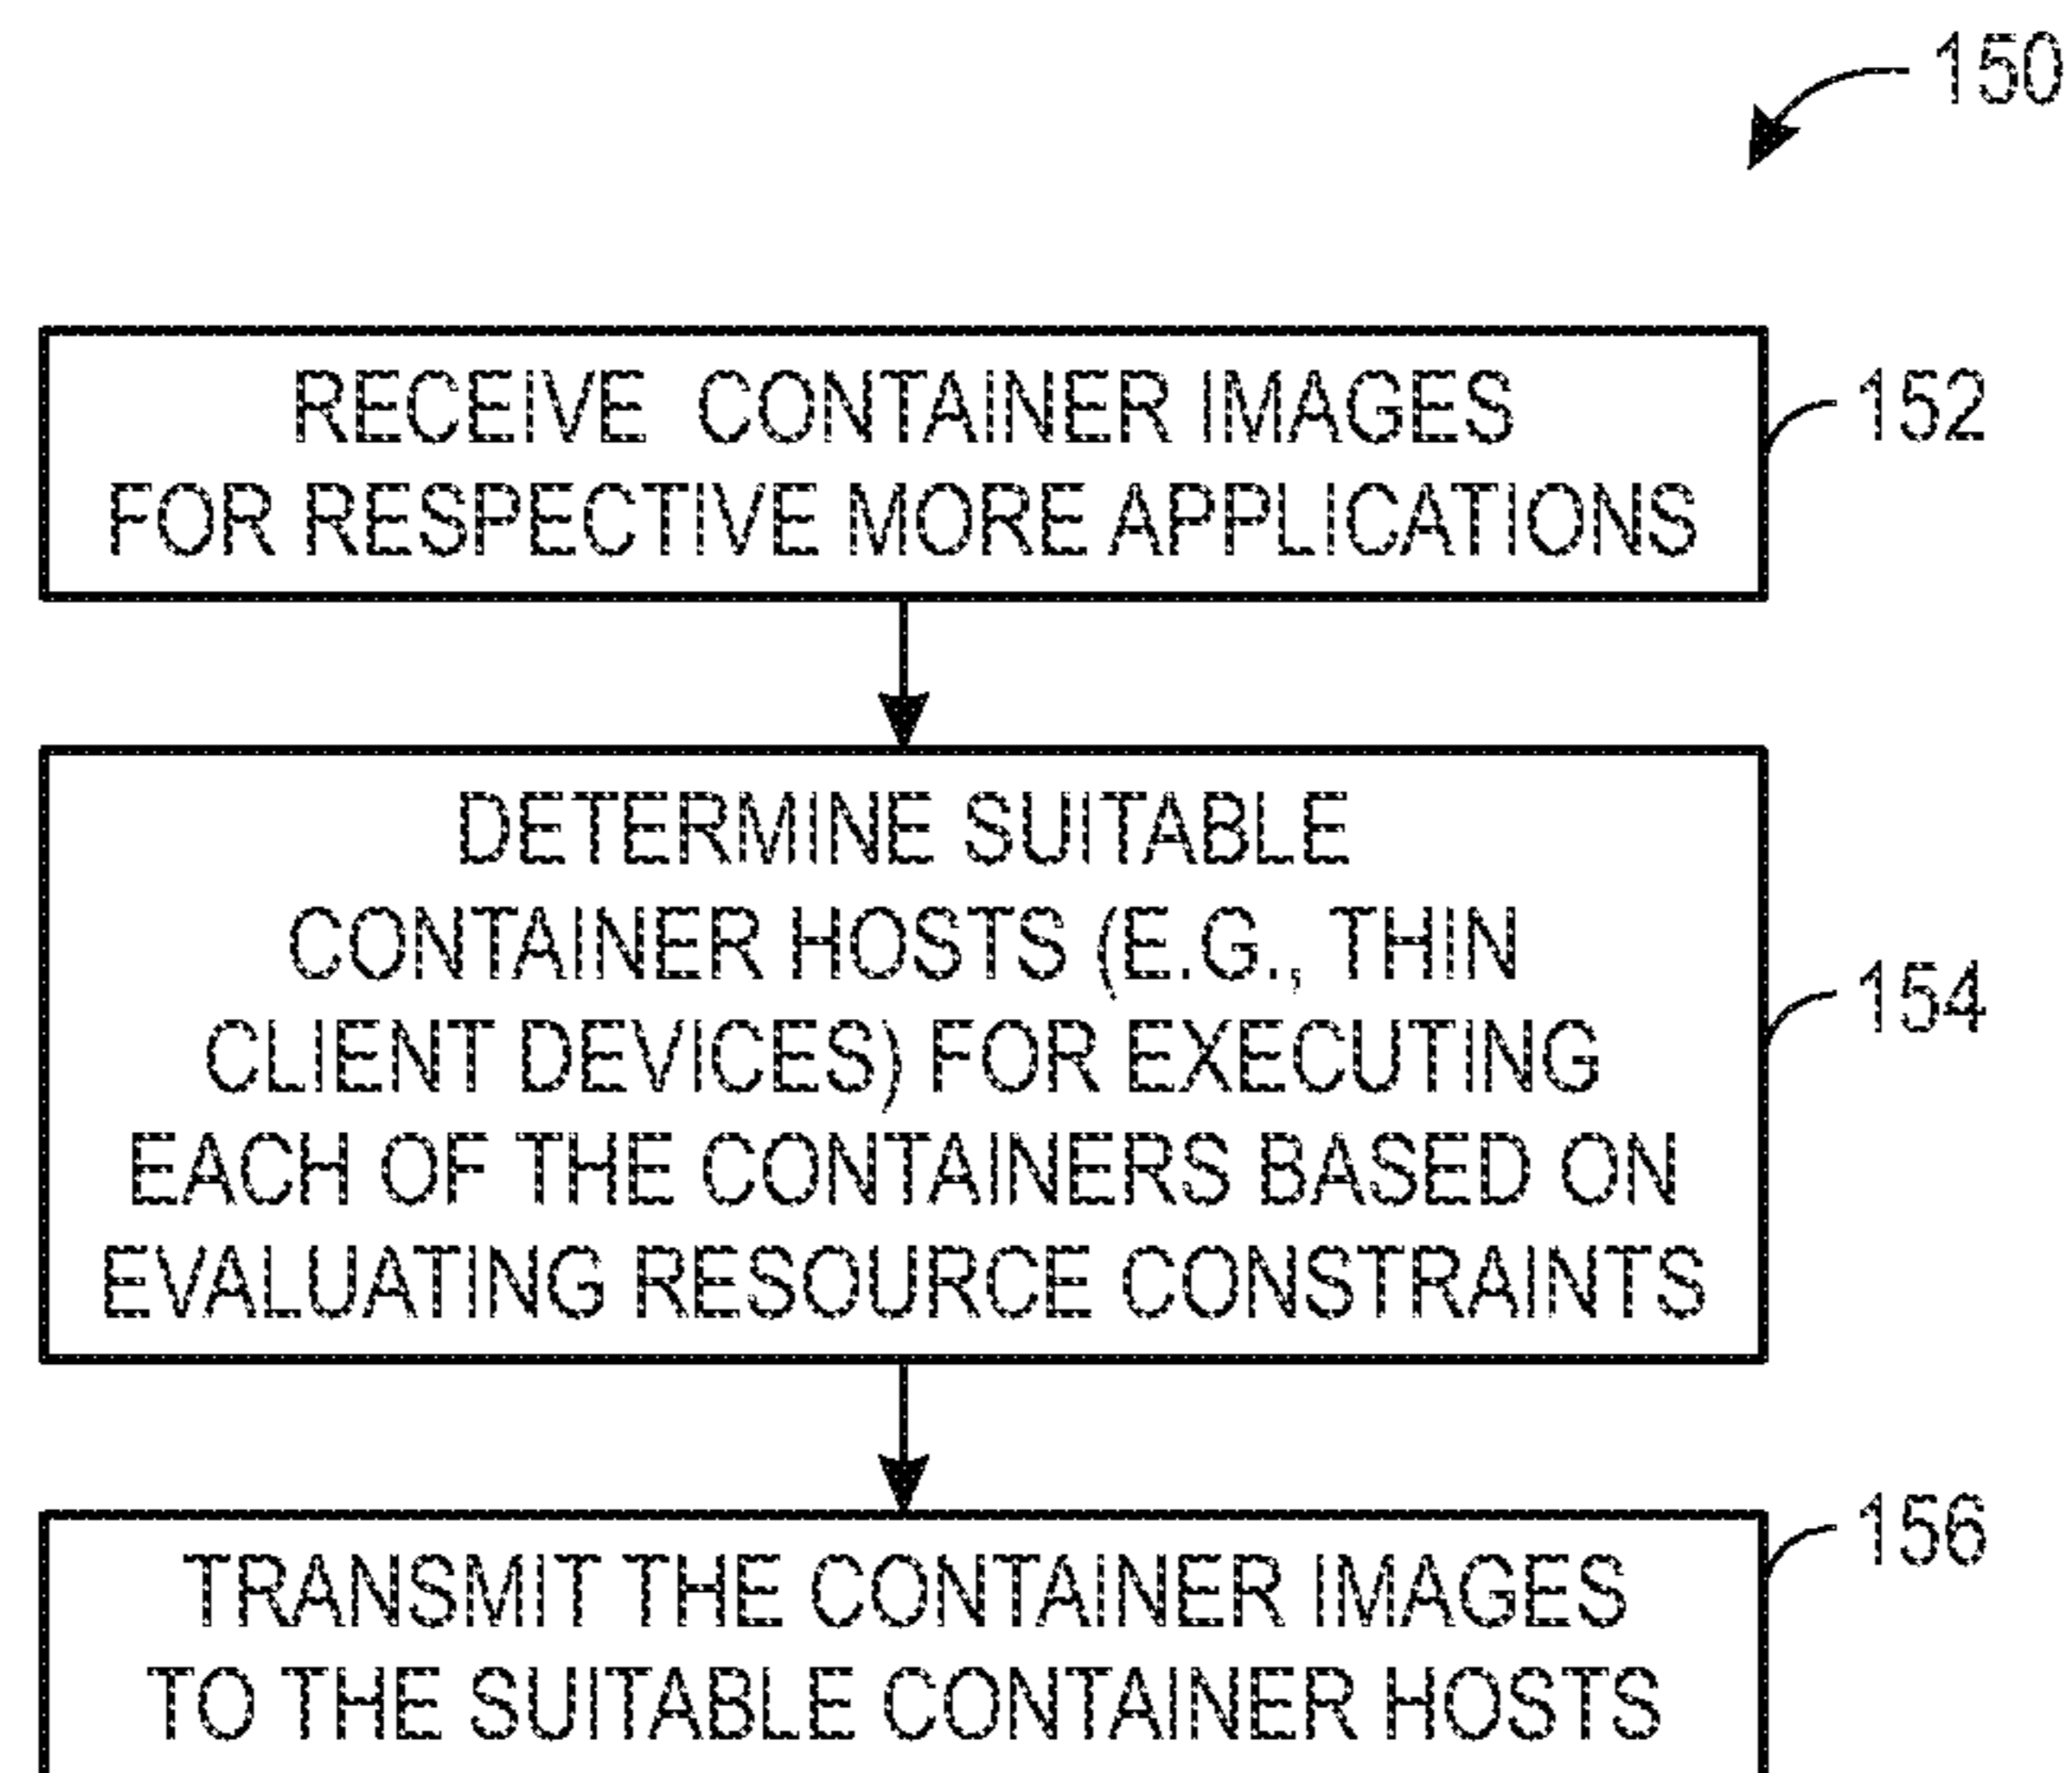 150
RECEIVE CONTAINER IMAGES
FOR RESPECTIVE MORE APPLICATIONS
152
DETERMINE SUITABLE
CONTAINER HOSTS (E.G., THIN
CLIENT DEVICES) FOR EXECUTING
EACH OF THE CONTAINERS BASED ON
EVALUATING RESOURCE CONSTRAINTS
154
TRANSMIT THE CONTAINER IMAGES
TO THE SUITABLE CONTAINER HOSTS
156